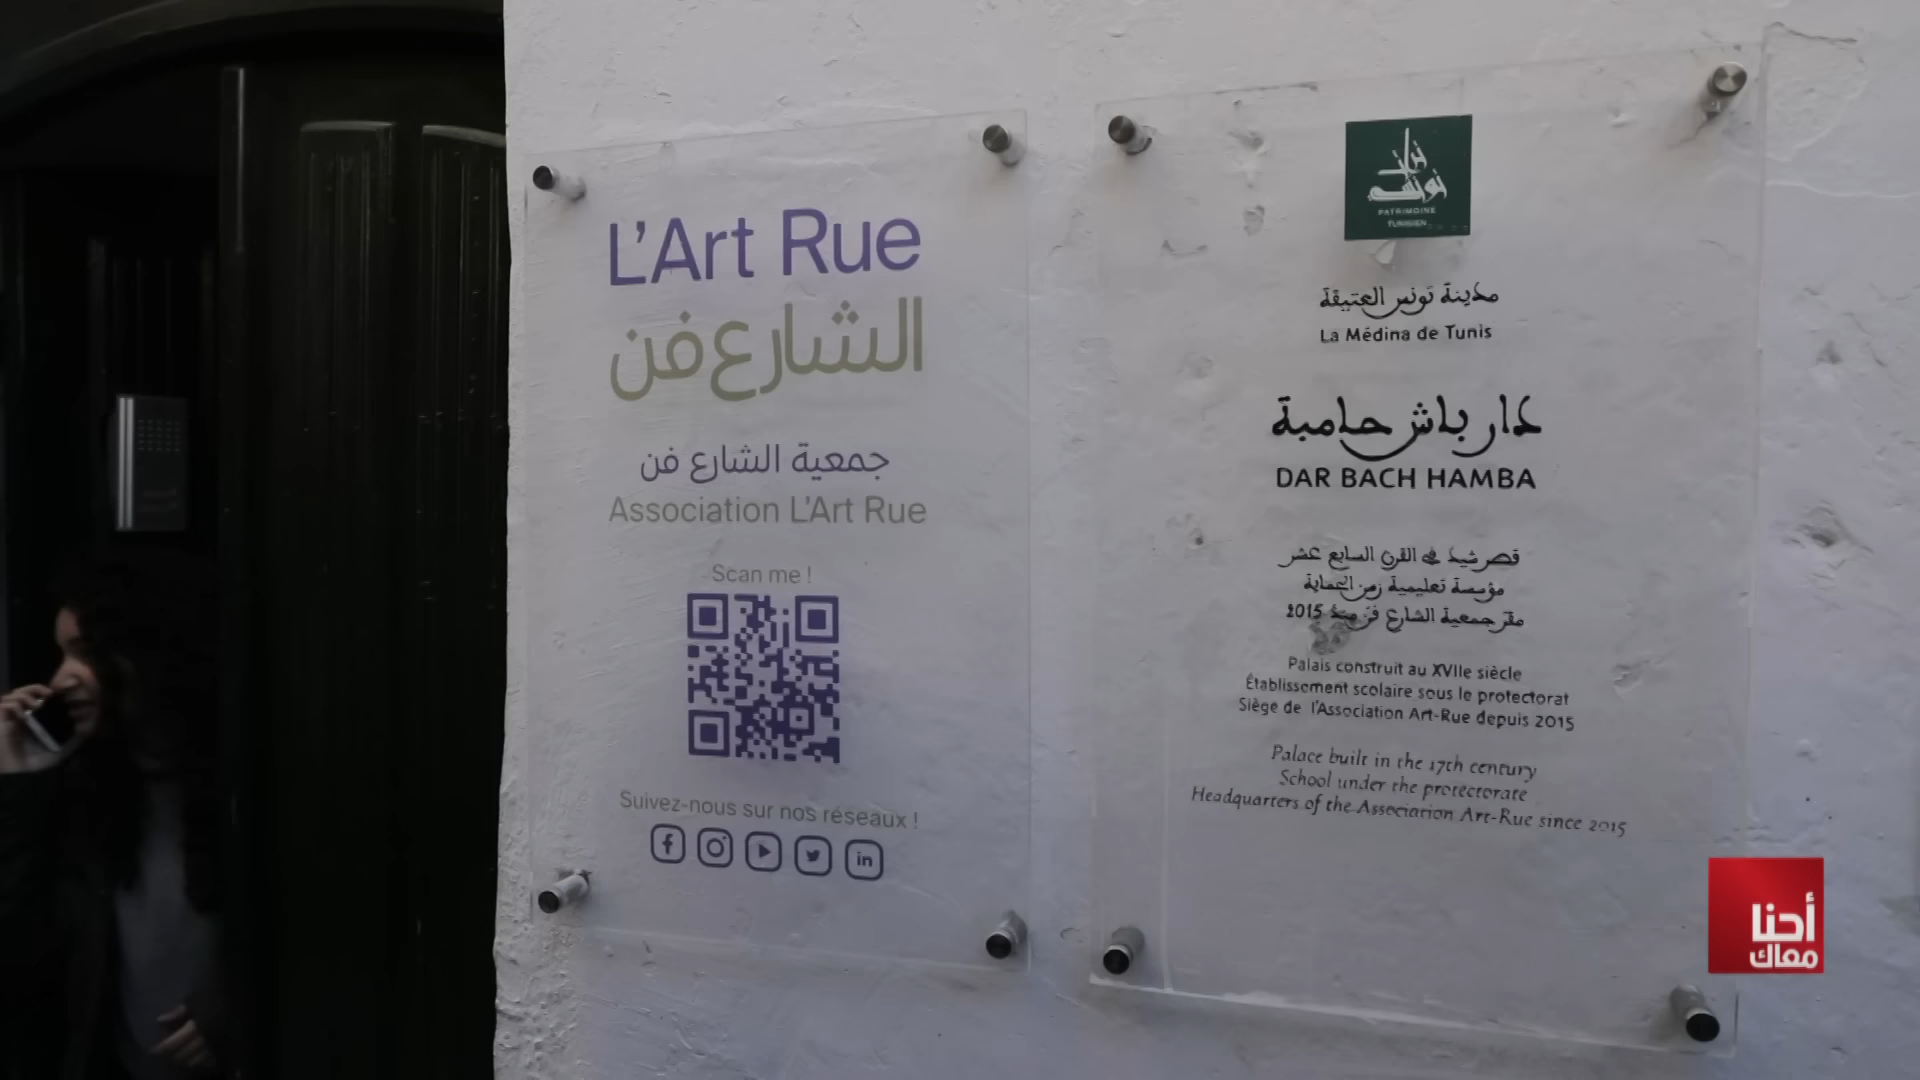 L'Art Rue
الشارع فن
جمعية الشارع فن
Association L'Art Rue
Scan me !
Suivez-nous sur nos réseaux !
تراث
تونسي
PATRIMOINE
TUNISIEN
مدينة تونس العتيقة
La Médina de Tunis
دار باش حامبة
DAR BACH HAMBA
قصر شيد في القرن السابع عشر
مؤسسة تعليمية زمن الحماية
مقر جمعية الشارع فن منذ 2015
Palais construit au XVIIe siècle
Établissement scolaire sous le protectorat
Siège de l'Association Art-Rue depuis 2015
Palace built in the 17th century
School under the protectorate
Headquarters of the Association Art-Rue since 2015
أحنا
معاك